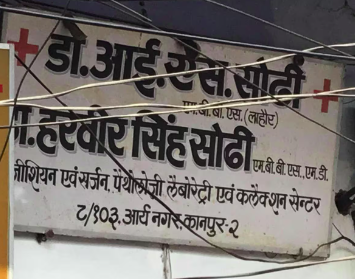 डा.आई.एस.सोढी
एम.बी.बी.एस.(लाहौर)
डा.हरवीर सिंह सोढी एम.बी.बी.एस.,एम.डी.
जीशियन एवं सर्जन, पैथोलोजी लैबोरेट्री एवं कलैक्शन सेन्टर
८/१०३, आर्य नगर, कानपुर-२